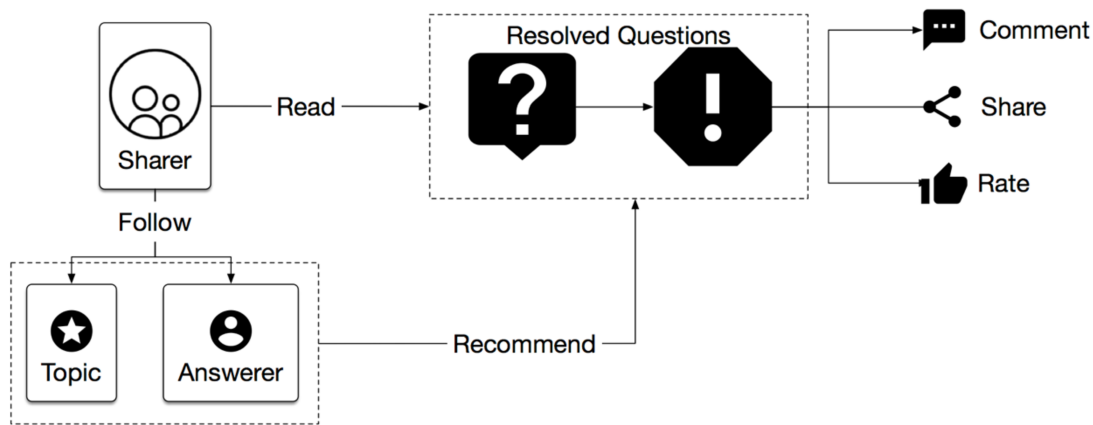 Resolved Questions
Comment
Read
Share
Sharer
Rate
Follow
Recommend
Topic
Answerer